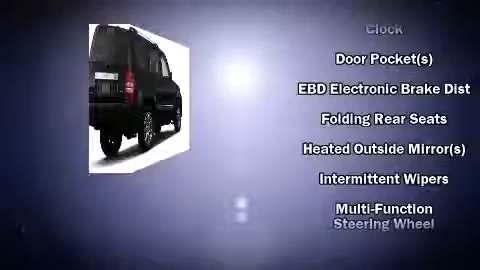 Clock
Door Pocket(s)
EBD Electronic Brake Dist
Folding Rear Seats
Heated Outside Mirror(s)
Intermittent Wipers
Multi-Function
Steering Wheel